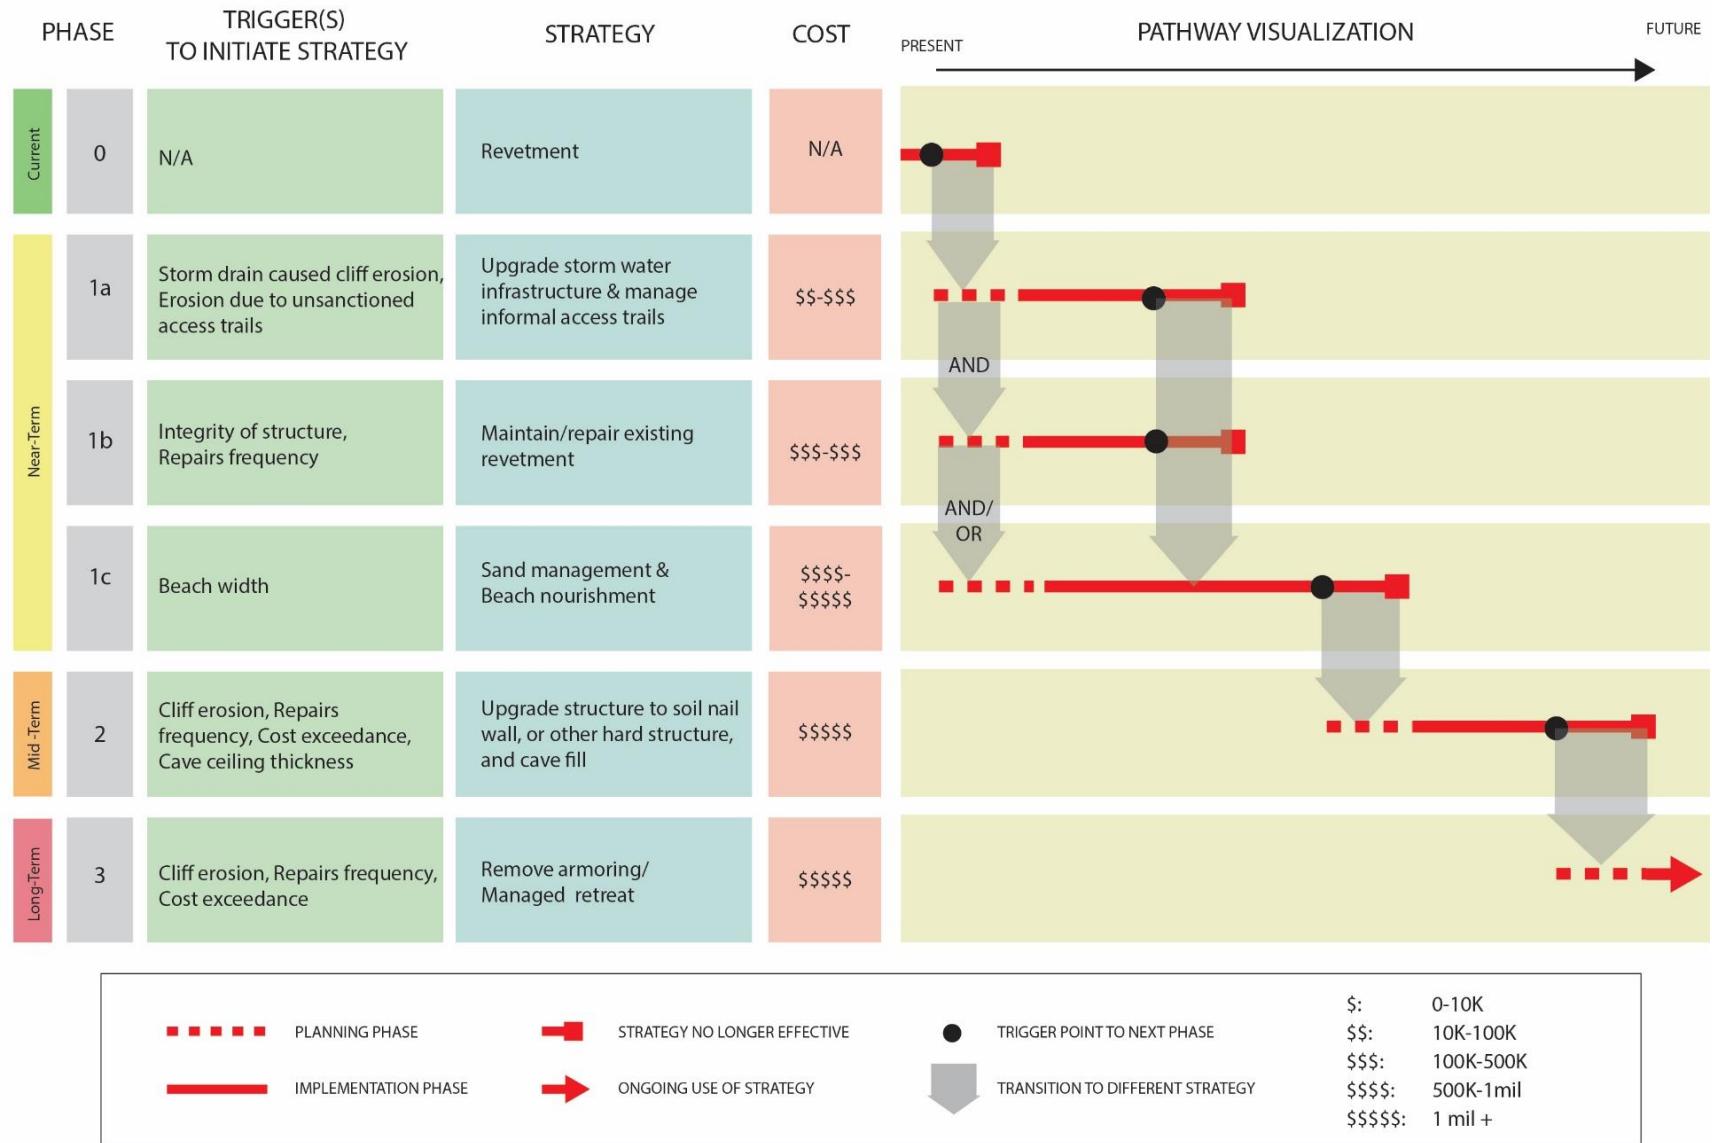 PHASE
TRIGGER(S)
TO INITIATE STRATEGY
STRATEGY
COST
PRESENT
PATHWAY VISUALIZATION
FUTURE
Current
0
N/A
Revetment
N/A
Near-Term
1a
Storm drain caused cliff erosion,
Erosion due to unsanctioned
access trails
Upgrade storm water
infrastructure & manage
informal access trails
$$-$$$
AND
1b
Integrity of structure,
Repairs frequency
Maintain/repair existing
revetment
$$$-$$$
AND/
OR
1c
Beach width
Sand management &
Beach nourishment
$$$$-
$$$$$
Mid -Term
2
Cliff erosion, Repairs
frequency, Cost exceedance,
Cave ceiling thickness
Upgrade structure to soil nail
wall, or other hard structure,
and cave fill
$$$$$
Long-Term
3
Cliff erosion, Repairs frequency,
Cost exceedance
Remove armoring/
Managed retreat
$$$$$
PLANNING PHASE
STRATEGY NO LONGER EFFECTIVE
TRIGGER POINT TO NEXT PHASE
IMPLEMENTATION PHASE
ONGOING USE OF STRATEGY
TRANSITION TO DIFFERENT STRATEGY
$: 0-10K
$$: 10K-100K
$$$: 100K-500K
$$$$: 500K-1mil
$$$$$: 1 mil +